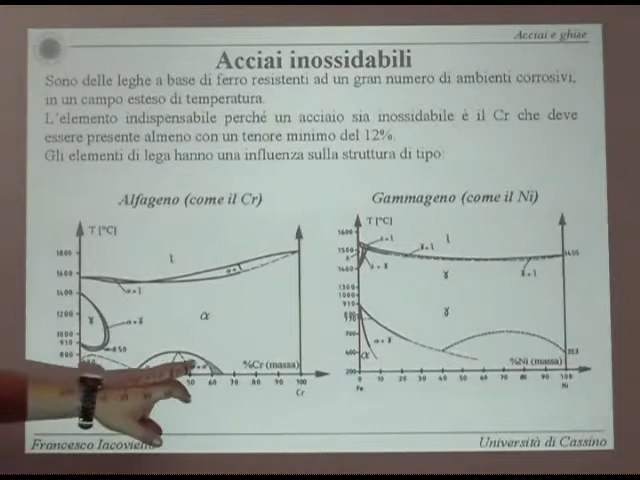 Acciai e ghise
Acciai inossidabili
Sono delle leghe a base di ferro resistenti ad un gran numero di ambienti corrosivi,
in un campo esteso di temperatura.
L'elemento indispensabile perché un acciaio sia inossidabile è il Cr che deve
essere presente almeno con un tenore minimo del 12%.
Gli elementi di lega hanno una influenza sulla struttura di tipo:
Alfageno (come il Cr)
Gammageno (come il Ni)
T [°C]
1800
1600
1400
1200
1000
910
800
l
α+l
α+l
γ
α+γ
α
850
%Cr (massa)
50
70
80
90
100
Cr
T [°C]
1600
1500
1400
1300
1000
910
700
400
200
l
γ+l
γ+l
γ
γ
α+γ
α
1455
353
%Ni (massa)
0
10
20
30
40
50
60
70
80
90
100
Fe
Ni
Francesco Iacoviello
Università di Cassino